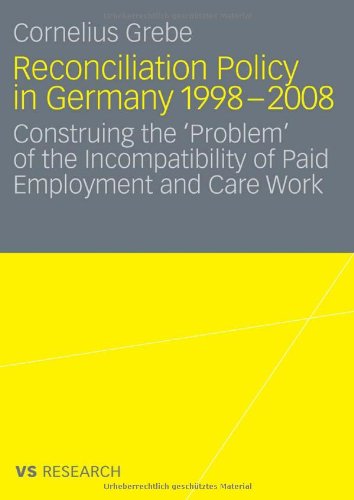 Urheberrechtlich geschütztes Material
Cornelius Grebe
Reconciliation Policy
in Germany 1998–2008
Construing the ‘Problem’
of the Incompatibility of Paid
Employment and Care Work
VS RESEARCH
Urheberrechtlich geschütztes Material